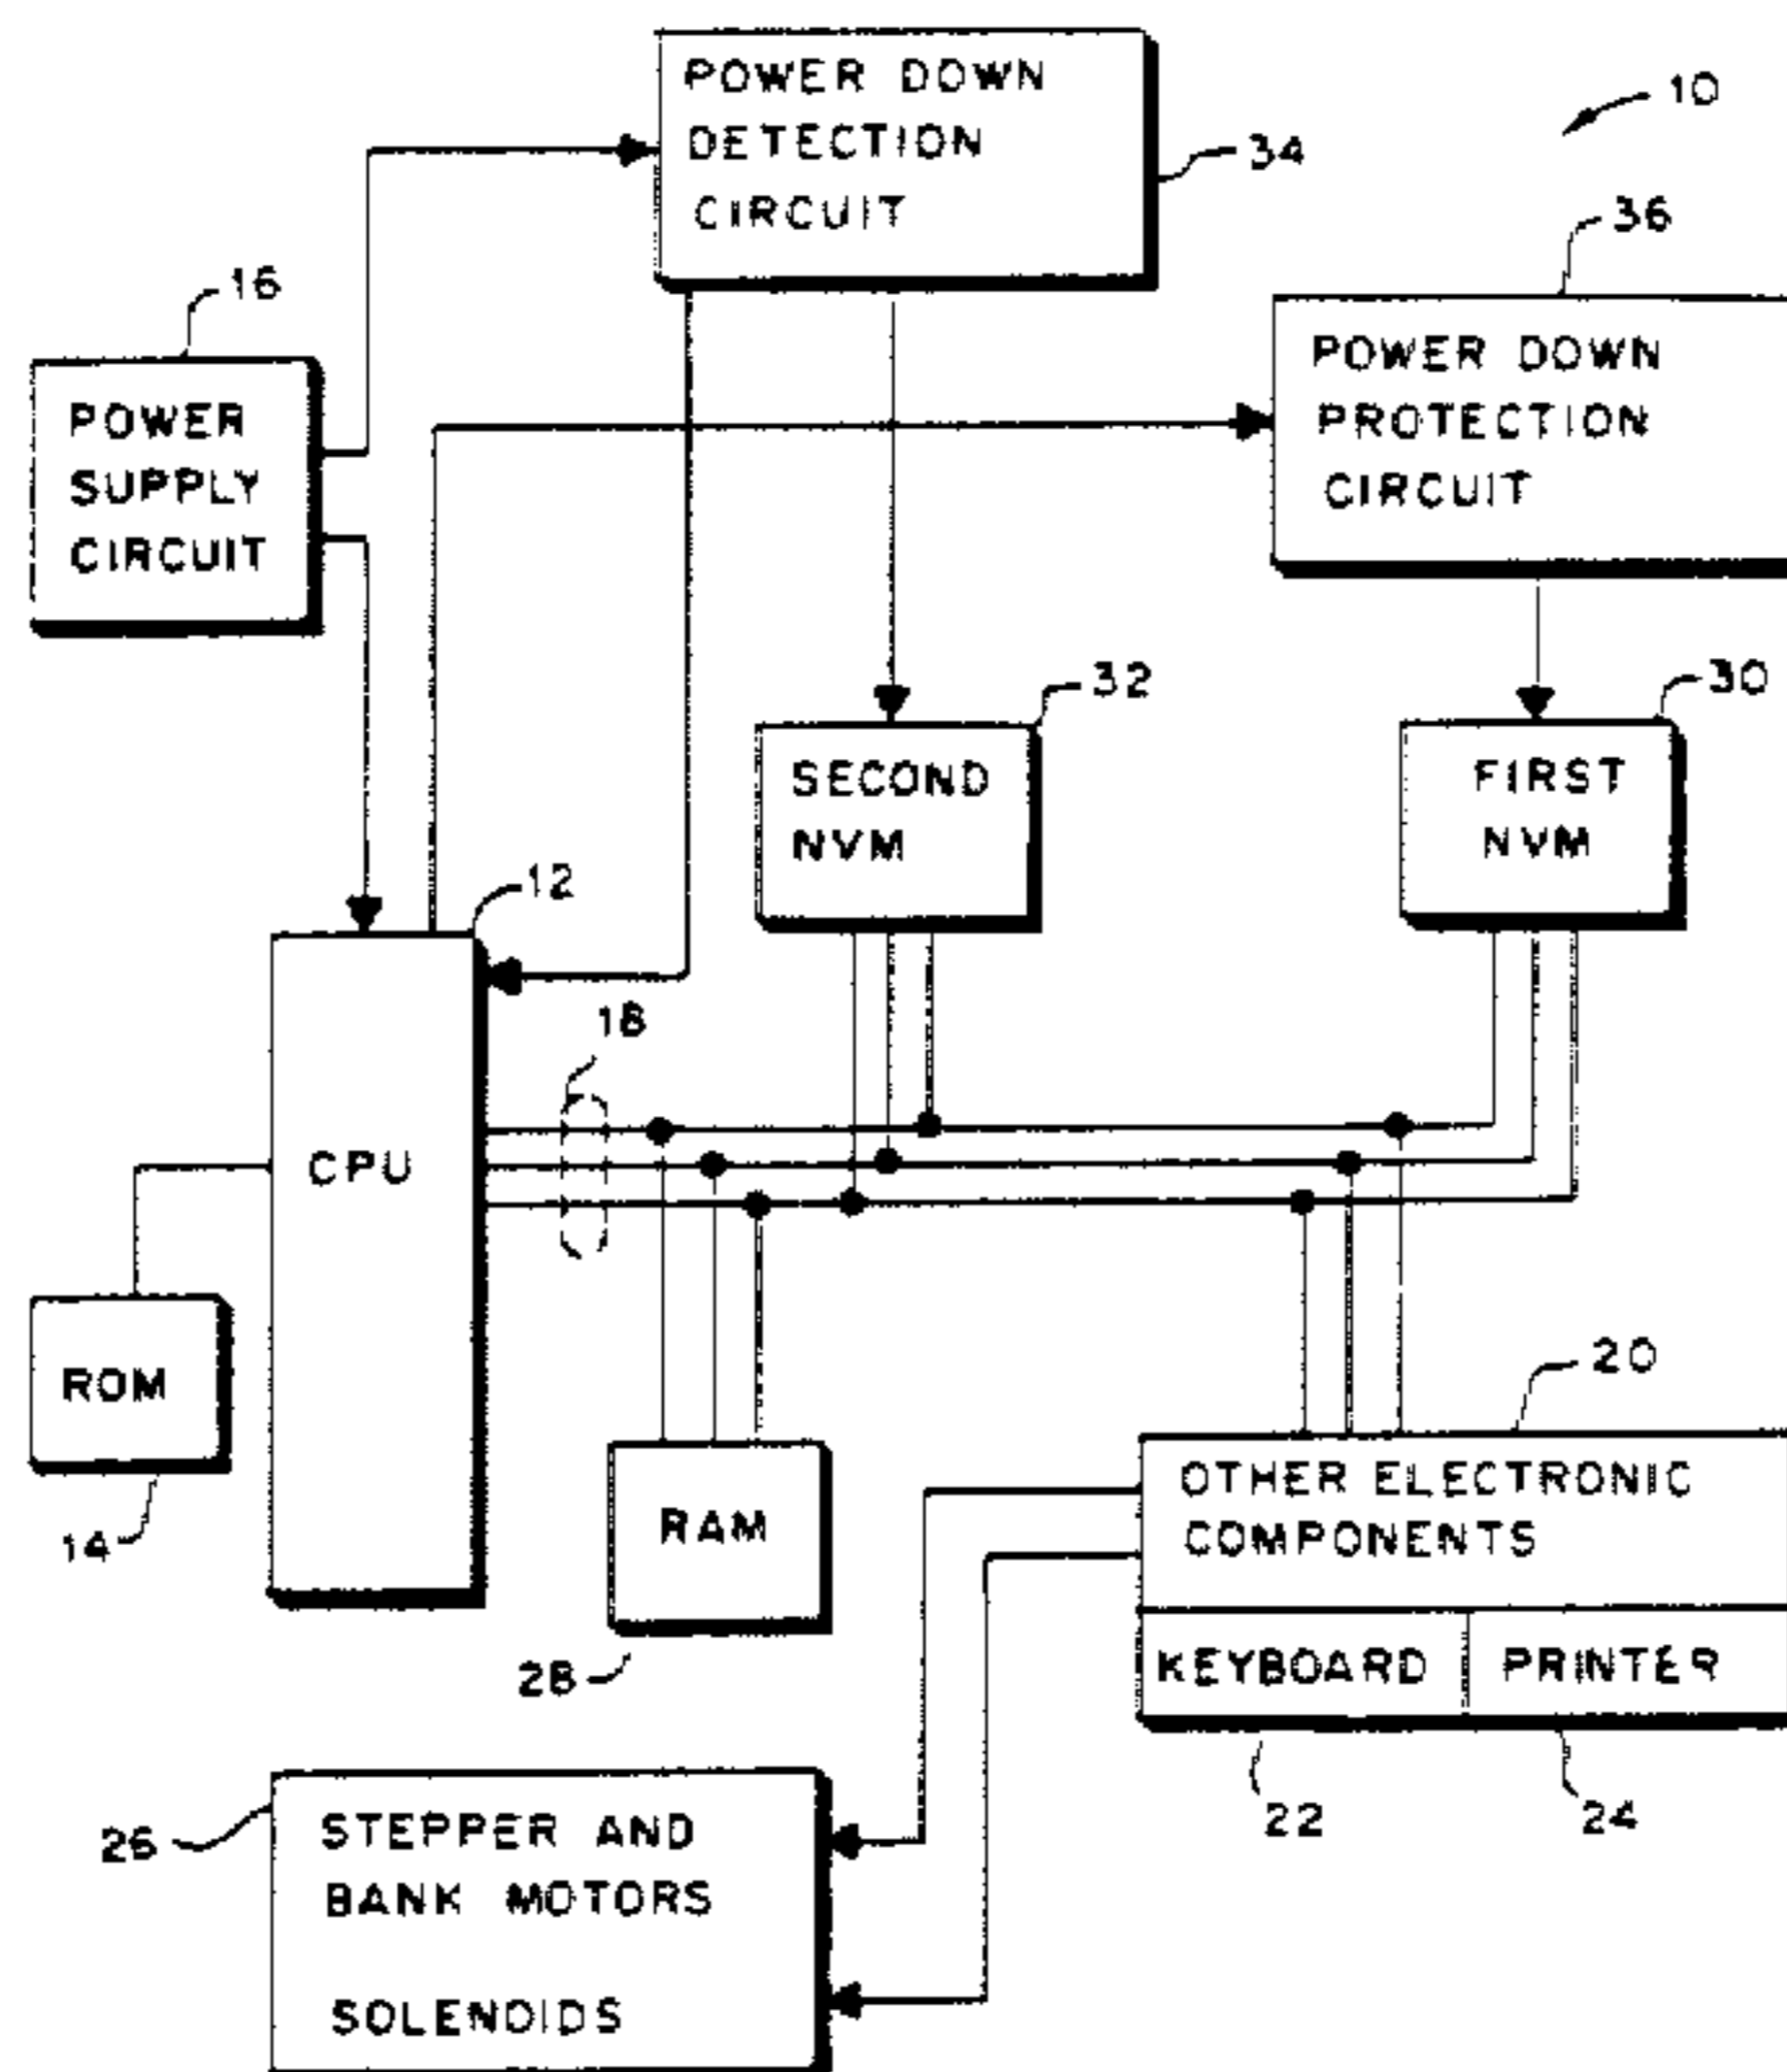 POWER DOWN
DETECTION
CIRCUIT
34
10
36
16
POWER
SUPPLY
CIRCUIT
POWER DOWN
PROTECTION
CIRCUIT
32
30
SECOND
NVM
FIRST
NVM
12
18
CPU
ROM
14
20
OTHER ELECTRONIC
COMPONENTS
RAM
28
KEYBOARD
PRINTER
22
24
26
STEPPER AND
BANK MOTORS
SOLENOIDS